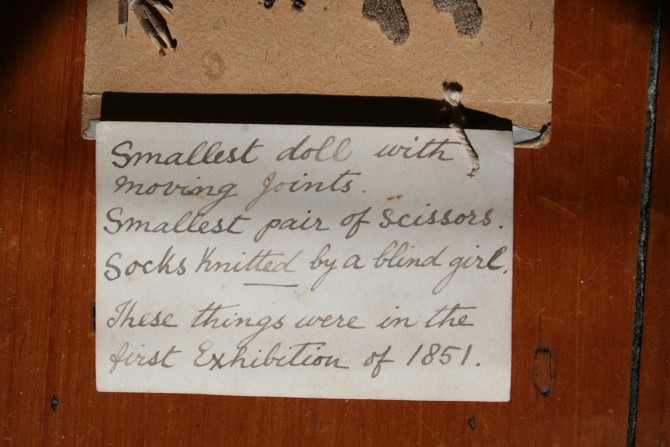 Smallest doll with
moving joints.
Smallest pair of scissors.
Socks Knitted by a blind girl.
These things were in the
first Exhibition of 1851.